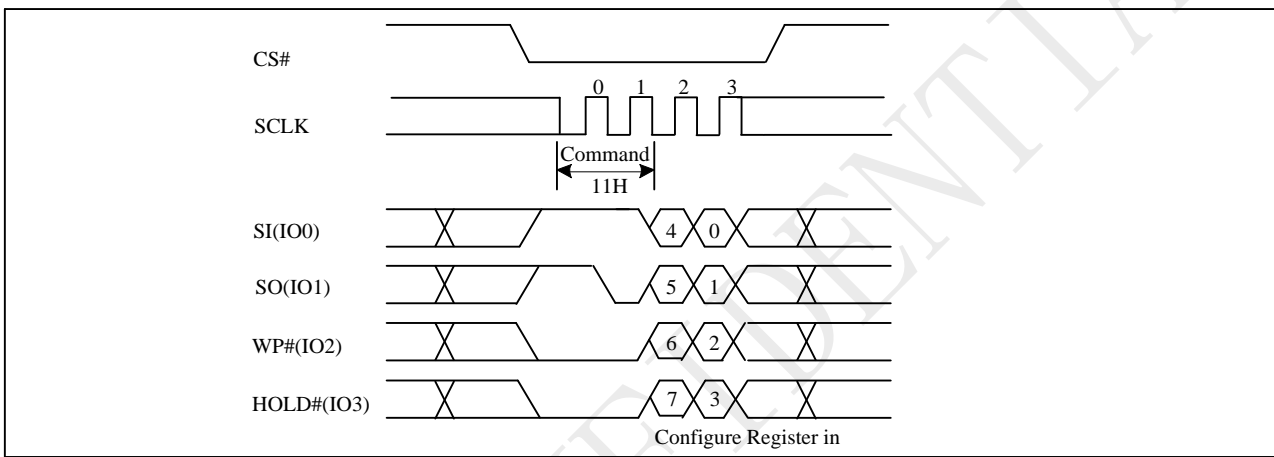 CS#
0 1 2 3
SCLK
Command
11H
SI(IO0)
4 0
SO(IO1)
5 1
WP#(IO2)
6 2
HOLD#(IO3)
7 3
Configure Register in